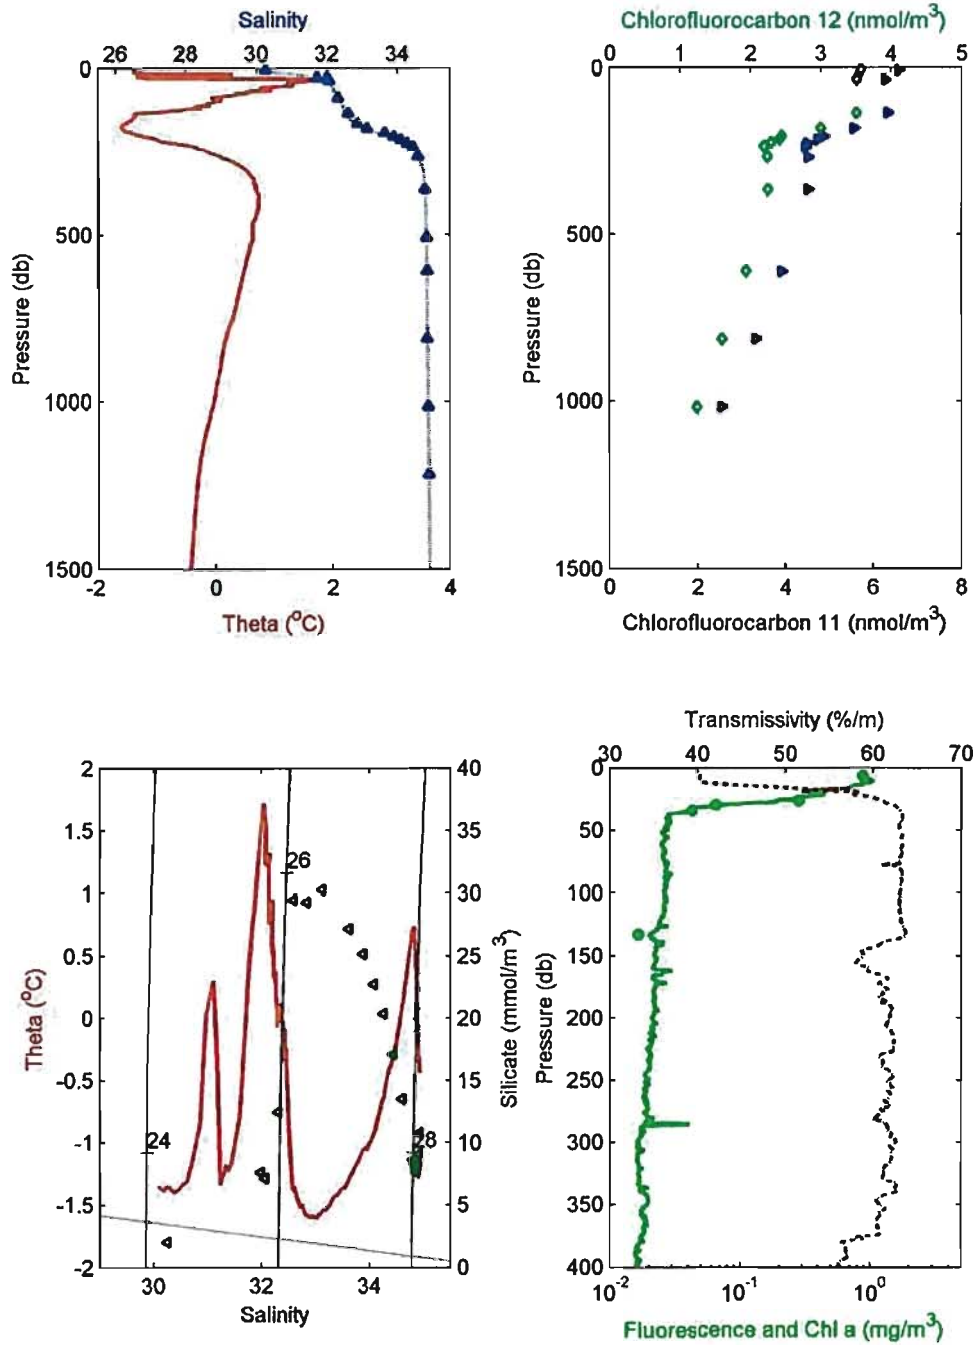 Salinity
26 28 30 32 34
0
500
1000
1500
Pressure (db)
-2 0 2 4
Theta (°C)
Chlorofluorocarbon 12 (nmol/m³)
0 1 2 3 4 5
0
500
1000
1500
Pressure (db)
0 2 4 6 8
Chlorofluorocarbon 11 (nmol/m³)
2
1.5
1
0.5
0
-0.5
-1
-1.5
-2
Theta (°C)
24
26
28
40
35
30
25
20
15
10
5
0
Silicate (mmol/m³)
30 32 34
Salinity
Transmissivity (%/m)
30 40 50 60 70
0
50
100
150
200
250
300
350
400
Pressure (db)
10⁻² 10⁻¹ 10⁰
Fluorescence and Chl a (mg/m³)